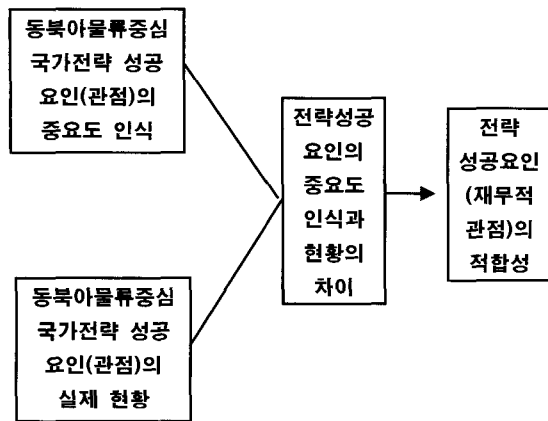 동북아물류중심
국가전략 성공
요인(관점)의
중요도 인식
전략성공
요인의
중요도
인식과
현황의
차이
전략
성공요인
(재무적
관점)의
적합성
동북아물류중심
국가전략 성공
요인(관점)의
실제 현황